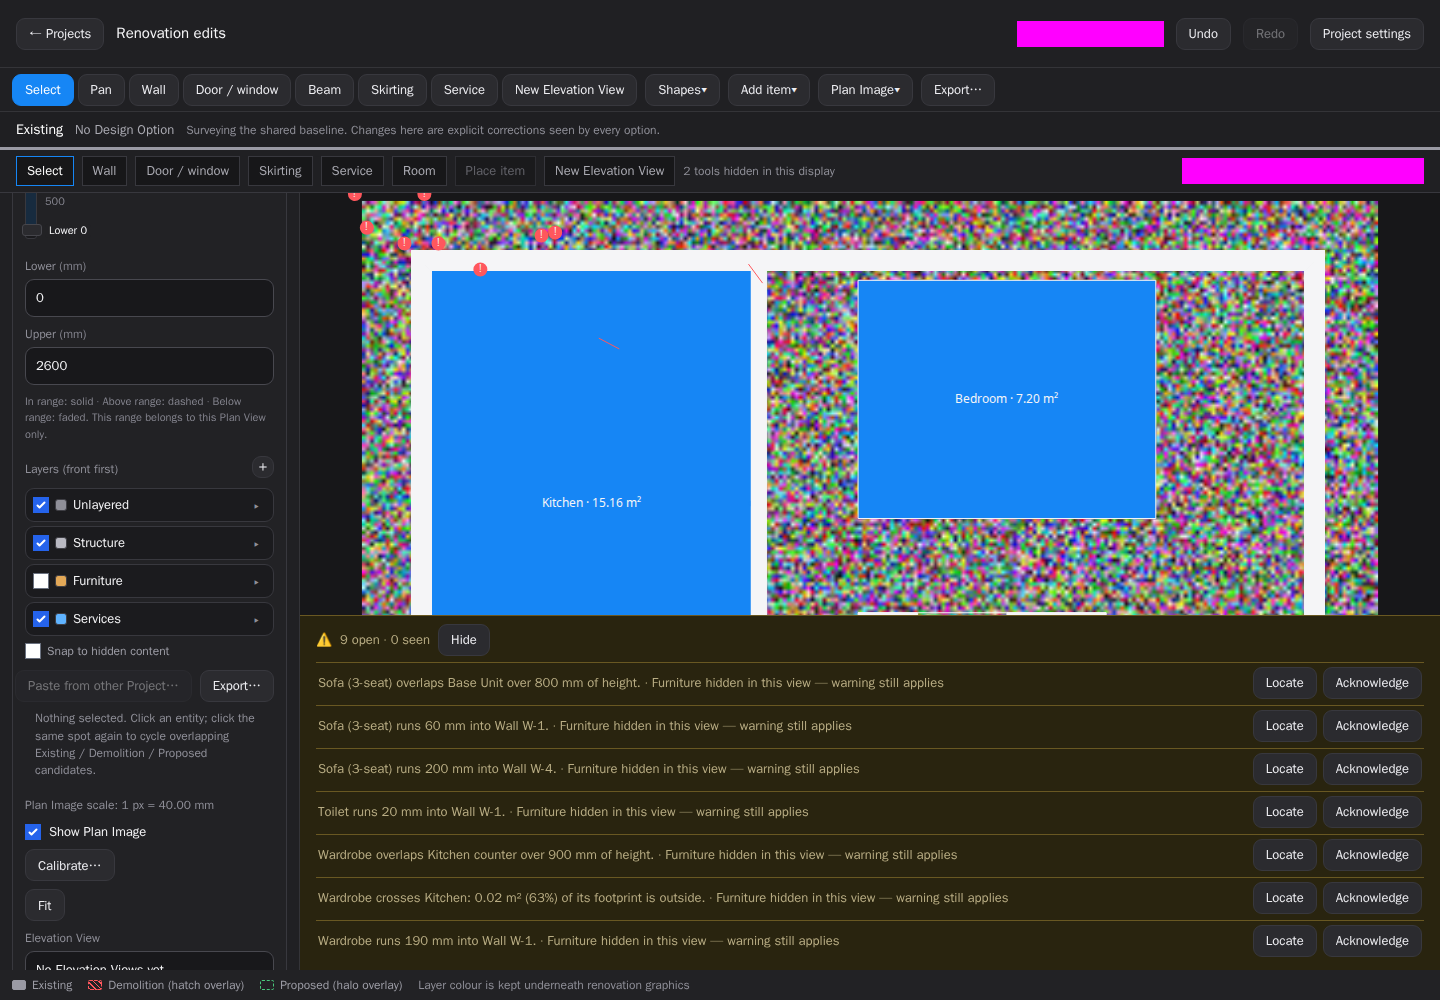 ← Projects
Renovation edits
Undo
Redo
Project settings
Select
Pan
Wall
Door / window
Beam
Skirting
Service
New Elevation View
Shapes▾
Add item▾
Plan Image▾
Export⋯
Existing
No Design Option
Surveying the shared baseline. Changes here are explicit corrections seen by every option.
Select
Wall
Door / window
Skirting
Service
Room
Place item
New Elevation View
2 tools hidden in this display
500
Lower 0
Lower (mm)
0
Upper (mm)
2600
In range: solid · Above range: dashed · Below
range: faded. This range belongs to this Plan View
only.
Layers (front first)
+
Unlayered
Structure
Furniture
Services
Snap to hidden content
Paste from other Project⋯
Export⋯
Nothing selected. Click an entity; click the
same spot again to cycle overlapping
Existing / Demolition / Proposed
candidates.
Plan Image scale: 1 px = 40.00 mm
Show Plan Image
Calibrate⋯
Fit
Elevation View
No Elevation Views yet
Kitchen · 15.16 m²
Bedroom · 7.20 m²
9 open · 0 seen
Hide
Sofa (3-seat) overlaps Base Unit over 800 mm of height. · Furniture hidden in this view — warning still applies
Locate
Acknowledge
Sofa (3-seat) runs 60 mm into Wall W-1. · Furniture hidden in this view — warning still applies
Locate
Acknowledge
Sofa (3-seat) runs 200 mm into Wall W-4. · Furniture hidden in this view — warning still applies
Locate
Acknowledge
Toilet runs 20 mm into Wall W-1. · Furniture hidden in this view — warning still applies
Locate
Acknowledge
Wardrobe overlaps Kitchen counter over 900 mm of height. · Furniture hidden in this view — warning still applies
Locate
Acknowledge
Wardrobe crosses Kitchen: 0.02 m² (63%) of its footprint is outside. · Furniture hidden in this view — warning still applies
Locate
Acknowledge
Wardrobe runs 190 mm into Wall W-1. · Furniture hidden in this view — warning still applies
Locate
Acknowledge
Existing
Demolition (hatch overlay)
Proposed (halo overlay)
Layer colour is kept underneath renovation graphics